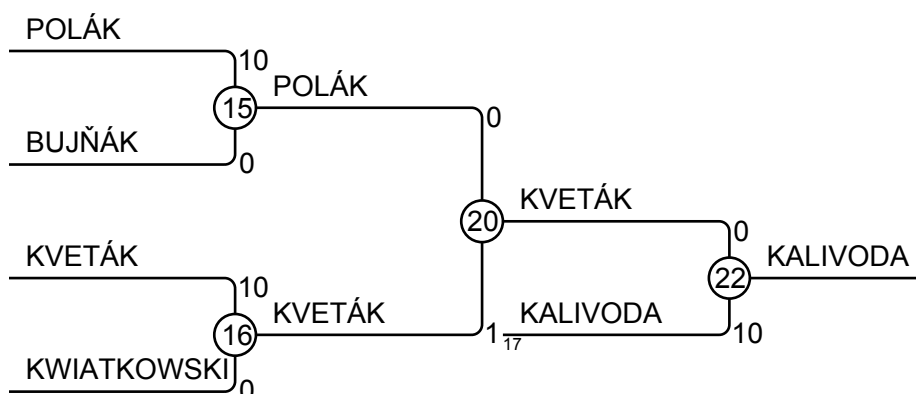 POLÁK
10
15
POLÁK
BUJŇÁK
0
0
20
KVETÁK
0
KVETÁK
10
16
KVETÁK
KWIATKOWSKI
0
1
17
KALIVODA
22
KALIVODA
10